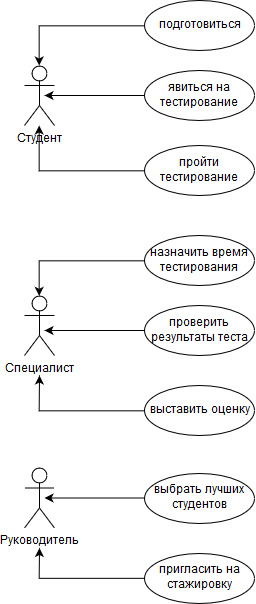 подготовиться
явиться на
тестирование
Студент
пройти
тестирование
назначить время
тестирования
проверить
результаты теста
Специалист
выставить оценку
выбрать лучших
студентов
Руководитель
пригласить на
стажировку